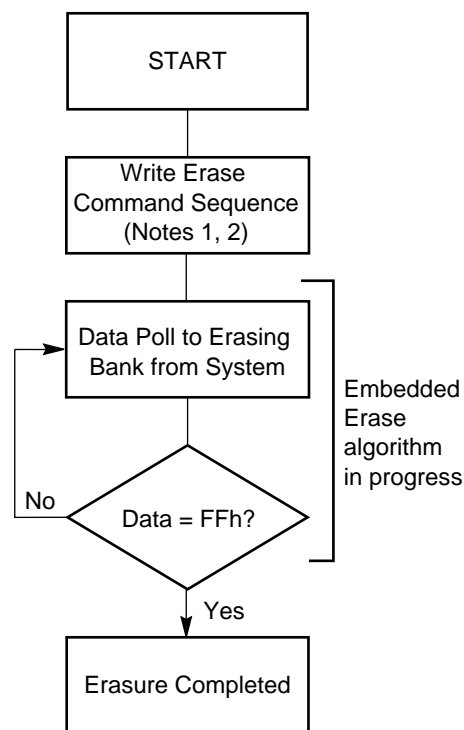 START
Write Erase
Command Sequence
(Notes 1, 2)
Data Poll to Erasing
Bank from System
Embedded
Erase
algorithm
in progress
No
Data = FFh?
Yes
Erasure Completed